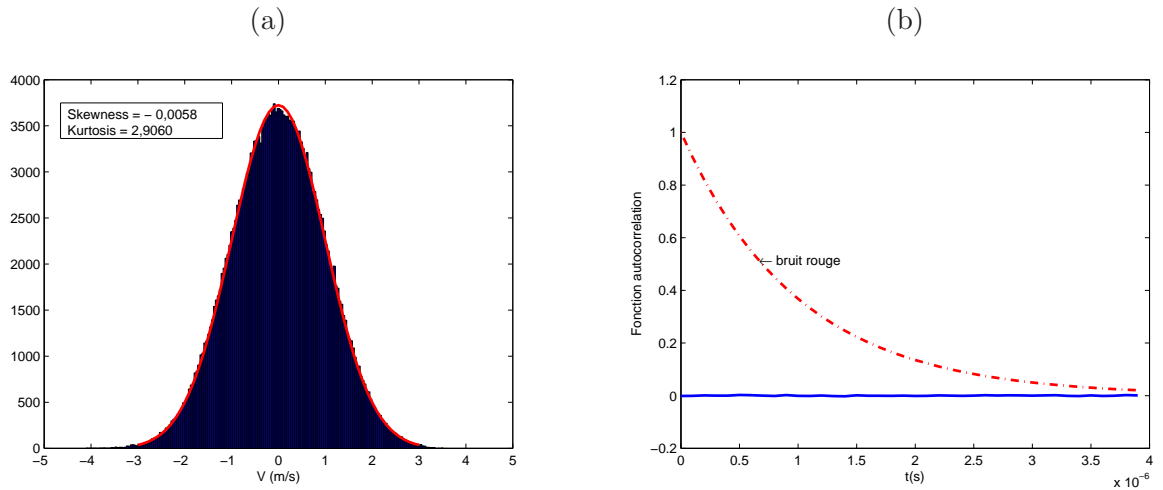 (a)
4000
3500
3000
2500
2000
1500
1000
500
0
Skewness = − 0,0058
Kurtosis = 2,9060
−5 −4 −3 −2 −1 0 1 2 3 4 5
V (m/s)
(b)
1.2
1
0.8
0.6
0.4
0.2
0
−0.2
Fonction autocorrelation
← bruit rouge
0 0.5 1 1.5 2 2.5 3 3.5 4
t(s)
x 10⁻⁶